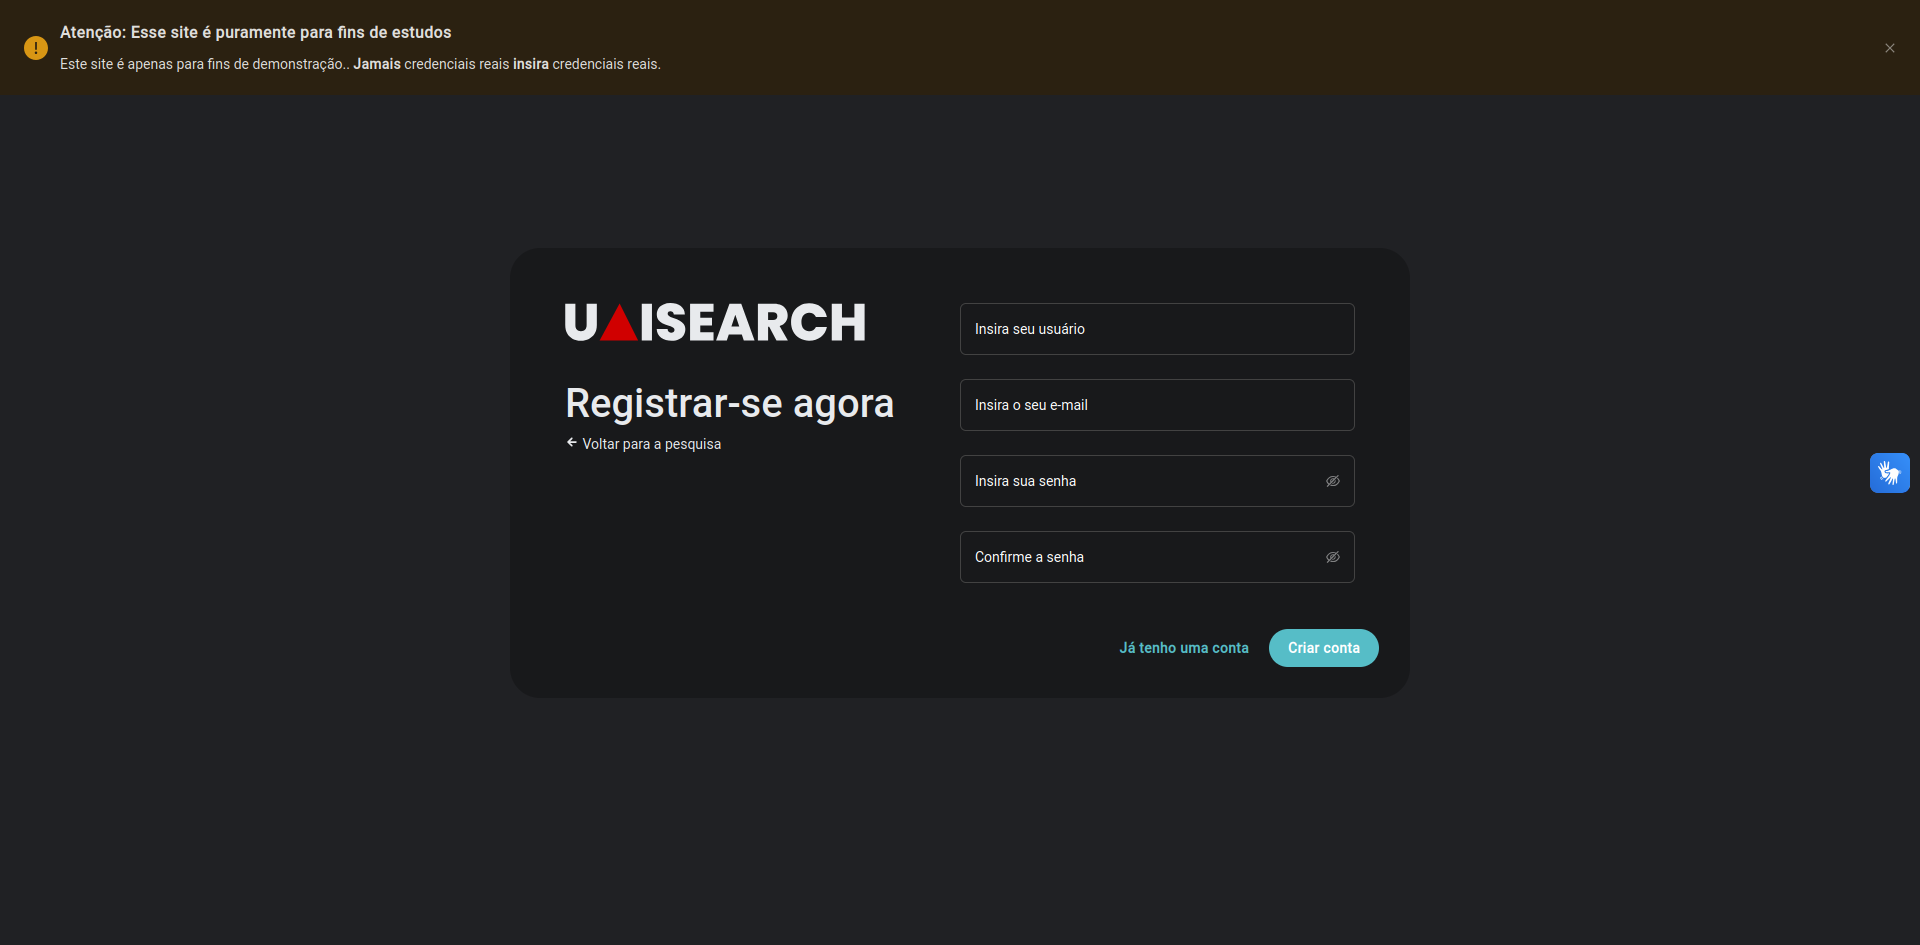 Atenção: Esse site é puramente para fins de estudos
Este site é apenas para fins de demonstração.. Jamais credenciais reais insira credenciais reais.
U▲ISEARCH
Registrar-se agora
Voltar para a pesquisa
Insira seu usuário
Insira o seu e-mail
Insira sua senha
Confirme a senha
Já tenho uma conta
Criar conta